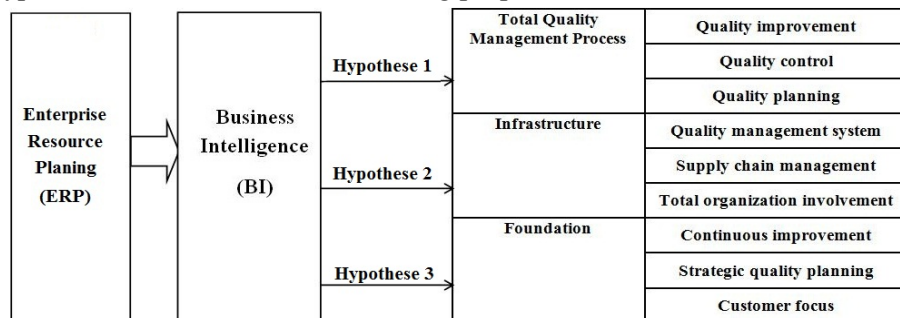 Enterprise
Resource
Planing
(ERP)
Business
Intelligence
(BI)
Hypothese 1
Hypothese 2
Hypothese 3
Total Quality
Management Process
Quality improvement
Quality control
Quality planning
Infrastructure
Quality management system
Supply chain management
Total organization involvement
Foundation
Continuous improvement
Strategic quality planning
Customer focus